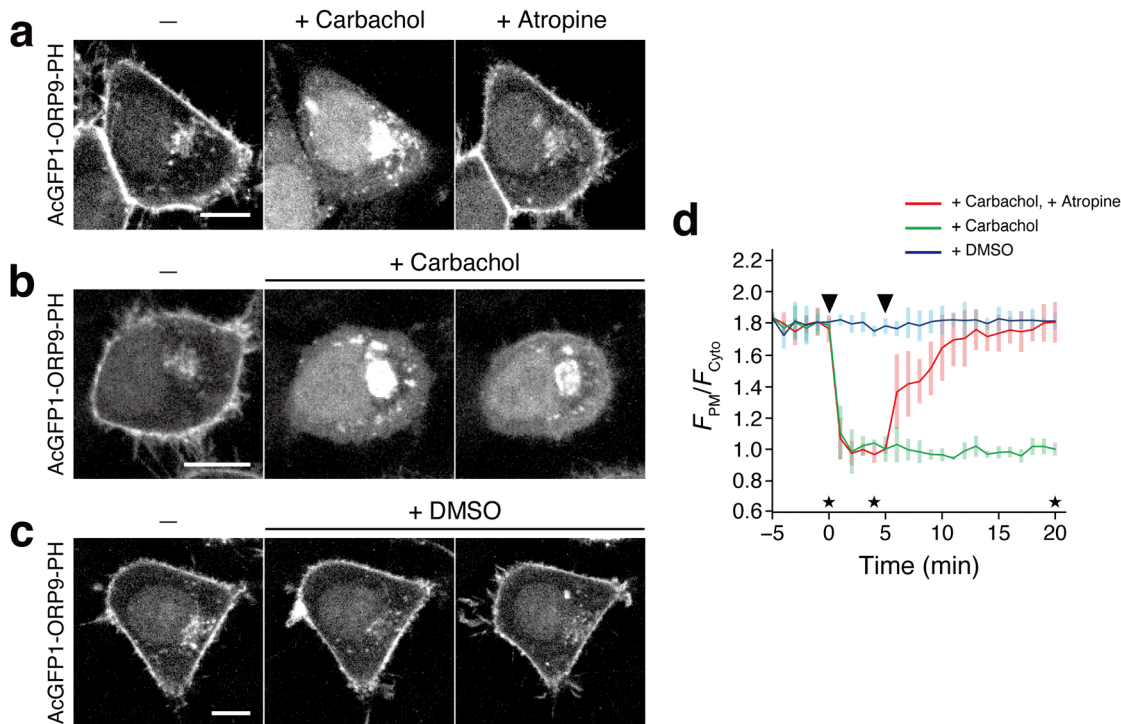 a
— + Carbachol + Atropine
AcGFP1-ORP9-PH
b
— + Carbachol
AcGFP1-ORP9-PH
c
— + DMSO
AcGFP1-ORP9-PH
d
+ Carbachol, + Atropine
+ Carbachol
+ DMSO
2.2
2.0
1.8
1.6
1.4
1.2
1.0
0.8
0.6
FPM/FCyto
−5 0 5 10 15 20
Time (min)